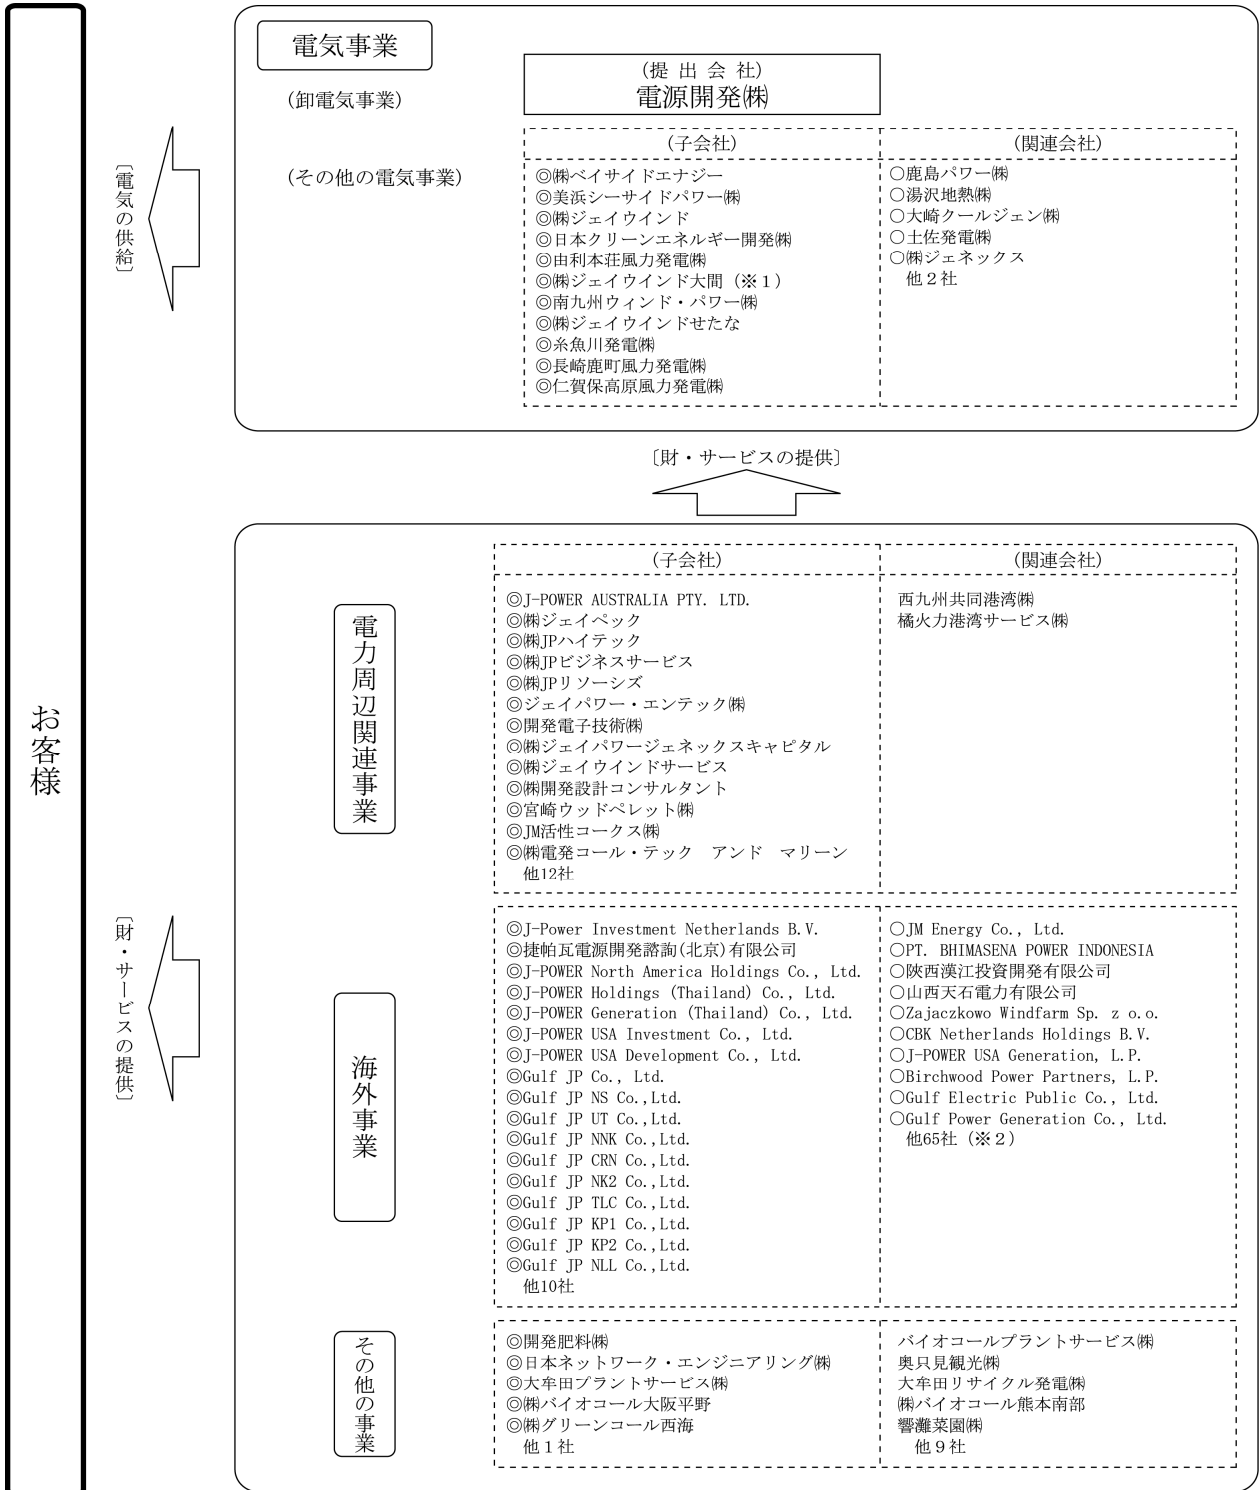 お客様
電気事業
(卸電気事業)
(提 出 会 社)
電源開発㈱
〔電気の供給〕
(その他の電気事業)
(子会社)
◎㈱ベイサイドエナジー
◎美浜シーサイドパワー㈱
◎㈱ジェイウインド
◎日本クリーンエネルギー開発㈱
◎由利本荘風力発電㈱
◎㈱ジェイウインド大間（※１）
◎南九州ウィンド・パワー㈱
◎㈱ジェイウインドせたな
◎糸魚川発電㈱
◎長崎鹿町風力発電㈱
◎仁賀保高原風力発電㈱
(関連会社)
○鹿島パワー㈱
○湯沢地熱㈱
○大崎クールジェン㈱
○土佐発電㈱
○㈱ジェネックス
他２社
〔財・サービスの提供〕
〔財・サービスの提供〕
(子会社)
(関連会社)
電力周辺関連事業
◎J-POWER AUSTRALIA PTY. LTD.
◎㈱ジェイペック
◎㈱JPハイテック
◎㈱JPビジネスサービス
◎㈱JPリソーシズ
◎ジェイパワー・エンテック㈱
◎開発電子技術㈱
◎㈱ジェイパワージェネックスキャピタル
◎㈱ジェイウインドサービス
◎㈱開発設計コンサルタント
◎宮崎ウッドペレット㈱
◎JM活性コークス㈱
◎㈱電発コール・テック　アンド　マリーン
他12社
西九州共同港湾㈱
橘火力港湾サービス㈱
海外事業
◎J-Power Investment Netherlands B.V.
◎捷帕瓦電源開発諮詢(北京)有限公司
◎J-POWER North America Holdings Co., Ltd.
◎J-POWER Holdings (Thailand) Co., Ltd.
◎J-POWER Generation (Thailand) Co., Ltd.
◎J-POWER USA Investment Co., Ltd.
◎J-POWER USA Development Co., Ltd.
◎Gulf JP Co., Ltd.
◎Gulf JP NS Co.,Ltd.
◎Gulf JP UT Co.,Ltd.
◎Gulf JP NNK Co.,Ltd.
◎Gulf JP CRN Co.,Ltd.
◎Gulf JP NK2 Co.,Ltd.
◎Gulf JP TLC Co.,Ltd.
◎Gulf JP KP1 Co.,Ltd.
◎Gulf JP KP2 Co.,Ltd.
◎Gulf JP NLL Co.,Ltd.
他10社
○JM Energy Co., Ltd.
○PT. BHIMASENA POWER INDONESIA
○陝西漢江投資開発有限公司
○山西天石電力有限公司
○Zajaczkowo Windfarm Sp. z o.o.
○CBK Netherlands Holdings B.V.
○J-POWER USA Generation, L.P.
○Birchwood Power Partners, L.P.
○Gulf Electric Public Co., Ltd.
○Gulf Power Generation Co., Ltd.
他65社（※２）
その他の事業
◎開発肥料㈱
◎日本ネットワーク・エンジニアリング㈱
◎大牟田プラントサービス㈱
◎㈱バイオコール大阪平野
◎㈱グリーンコール西海
他１社
バイオコールプラントサービス㈱
奥只見観光㈱
大牟田リサイクル発電㈱
㈱バイオコール熊本南部
響灘菜園㈱
他９社